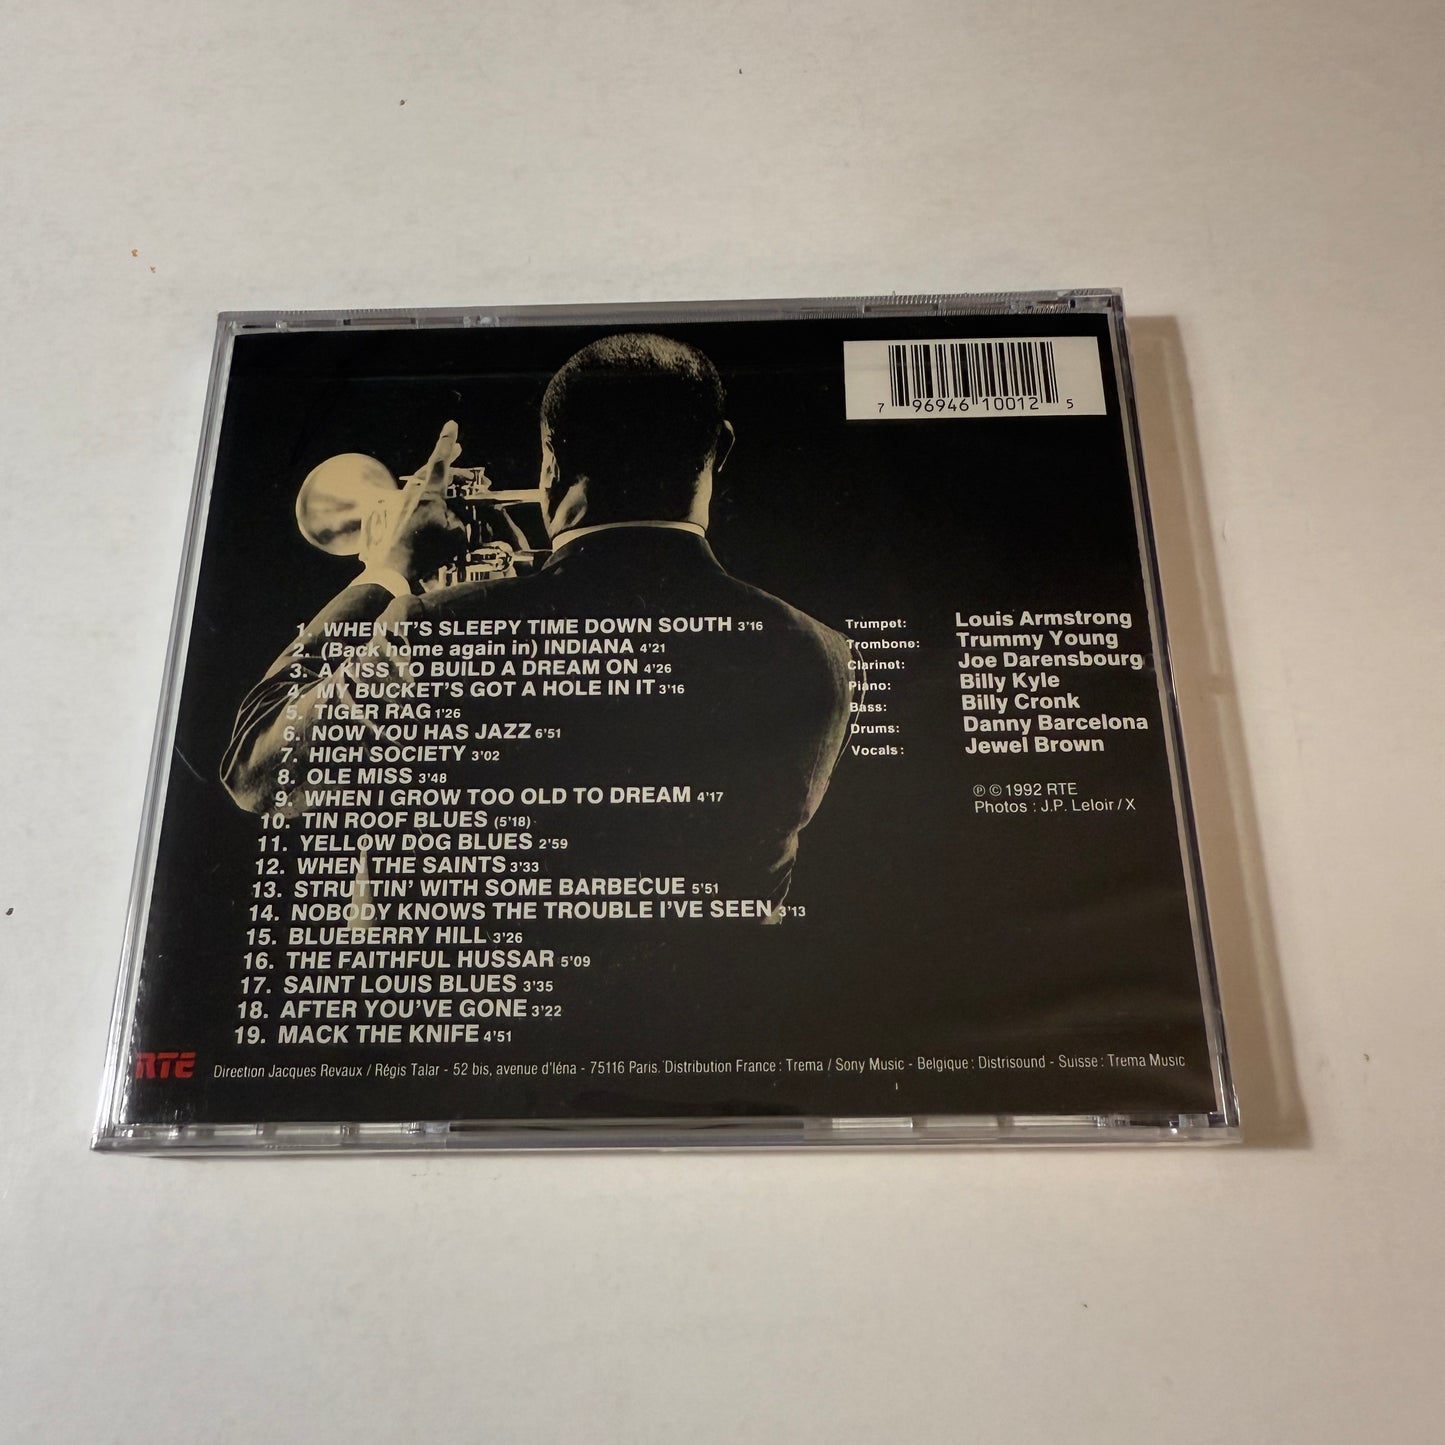 7 96946 10012 5
1. WHEN IT'S SLEEPY TIME DOWN SOUTH 3'16
2. (Back home again in) INDIANA 4'21
3. A KISS TO BUILD A DREAM ON 4'26
4. MY BUCKET'S GOT A HOLE IN IT 3'16
5. TIGER RAG 1'26
6. NOW YOU HAS JAZZ 6'51
7. HIGH SOCIETY 3'02
8. OLE MISS 3'48
9. WHEN I GROW TOO OLD TO DREAM 4'17
10. TIN ROOF BLUES (5'18)
11. YELLOW DOG BLUES 2'59
12. WHEN THE SAINTS 3'33
13. STRUTTIN' WITH SOME BARBECUE 5'51
14. NOBODY KNOWS THE TROUBLE I'VE SEEN 3'13
15. BLUEBERRY HILL 3'26
16. THE FAITHFUL HUSSAR 5'09
17. SAINT LOUIS BLUES 3'35
18. AFTER YOU'VE GONE 3'22
19. MACK THE KNIFE 4'51
Trumpet: Louis Armstrong
Trombone: Trummy Young
Clarinet: Joe Darensbourg
Piano: Billy Kyle
Bass: Billy Cronk
Drums: Danny Barcelona
Vocals: Jewel Brown
℗ © 1992 RTE
Photos : J.P. Leloir / X
RTE Direction Jacques Revaux / Régis Talar - 52 bis, avenue d'Iéna - 75116 Paris. Distribution France : Trema / Sony Music - Belgique : Distrisound - Suisse : Trema Music